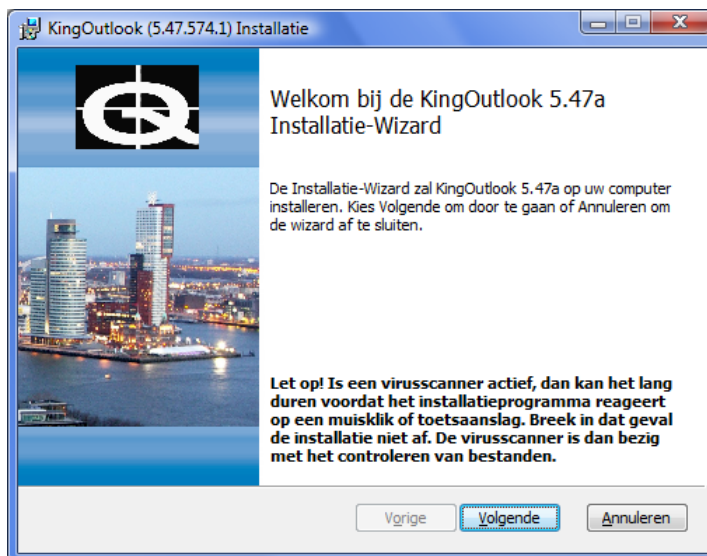 KingOutlook (5.47.574.1) Installatie
Welkom bij de KingOutlook 5.47a
Installatie-Wizard
De Installatie-Wizard zal KingOutlook 5.47a op uw computer
installeren. Kies Volgende om door te gaan of Annuleren om
de wizard af te sluiten.
Let op! Is een virusscanner actief, dan kan het lang
duren voordat het installatieprogramma reageert
op een muisklik of toetsaanslag. Breek in dat geval
de installatie niet af. De virusscanner is dan bezig
met het controleren van bestanden.
Vorige
Volgende
Annuleren